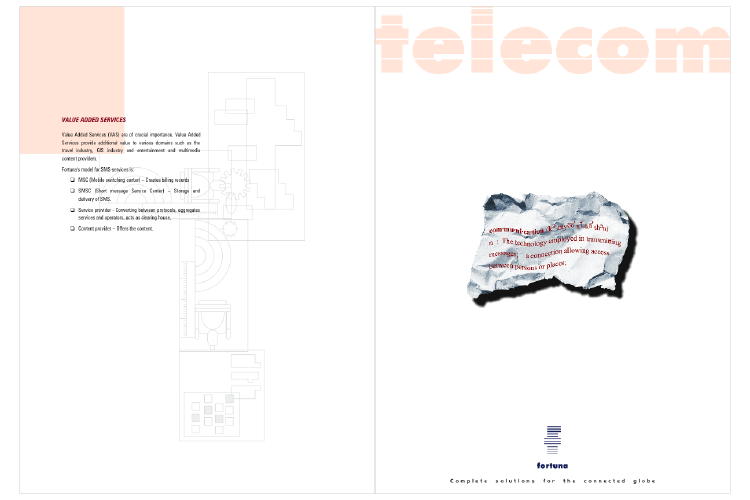 VALUE ADDED SERVICES
Value Added Services (VAS) are of crucial importance. Value Added
Services provide additional value to various domains such as the
travel industry, GIS industry and entertainment and multimedia
content providers.
Fortuna's model for SMS services is:
❑ MSC (Mobile switching center) – Creates billing records
❑ SMSC (Short message Service Center) – Storage and
delivery of SMS.
❑ Service provider - Converting between protocols, aggregates
services and operators, acts as clearing house.
❑ Content provider – Offers the content.
telecom
communication
n : The technology employed in transmitting
messages; a connection allowing access
between persons or places;
fortuna
Complete solutions for the connected globe